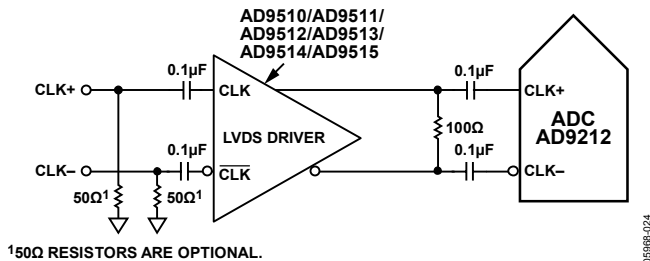 AD9510/AD9511/
AD9512/AD9513/
AD9514/AD9515
0.1µF
0.1µF
CLK+
CLK
CLK+
LVDS DRIVER
100Ω
ADC
AD9212
0.1µF
0.1µF
CLK–
CLK
CLK–
50Ω1
50Ω1
150Ω RESISTORS ARE OPTIONAL.
05968-024